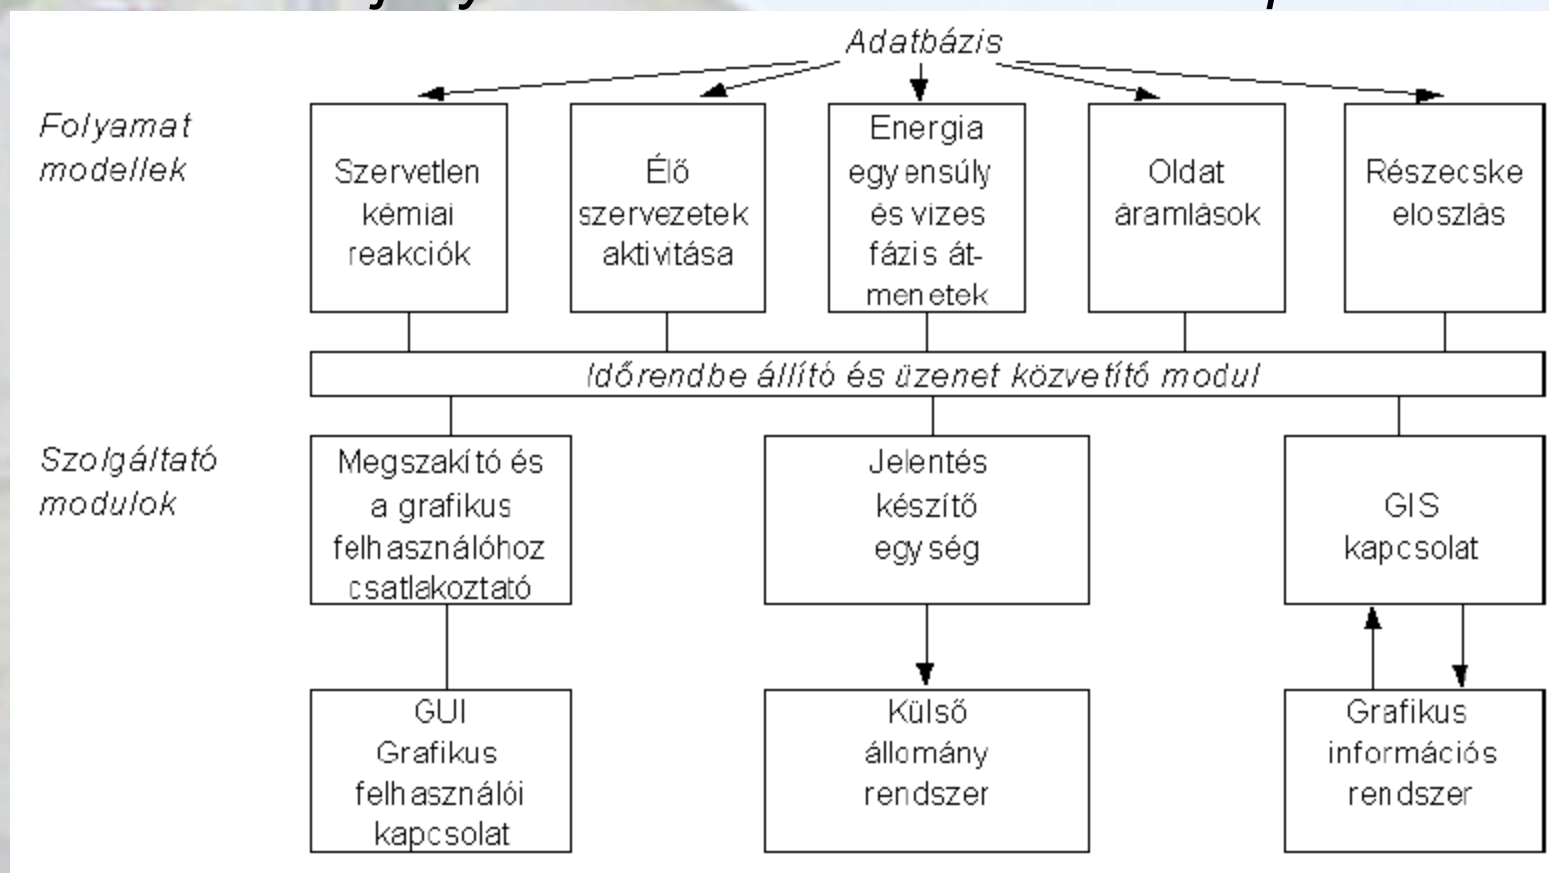 Adatbázis
Folyamat
modellek
Szervetlen
kémiai
reakciók
Élő
szervezetek
aktivitása
Energia
egyensúly
és vizes
fázis át-
menetek
Oldat
áramlások
Részecske
eloszlás
Időrendbe állító és üzenet közvetítő modul
Szolgáltató
modulok
Megszakító és
a grafikus
felhasználóhoz
csatlakoztató
Jelentés
készítő
egység
GIS
kapcsolat
GUI
Grafikus
felhasználói
kapcsolat
Külső
állomány
rendszer
Grafikus
információs
rendszer